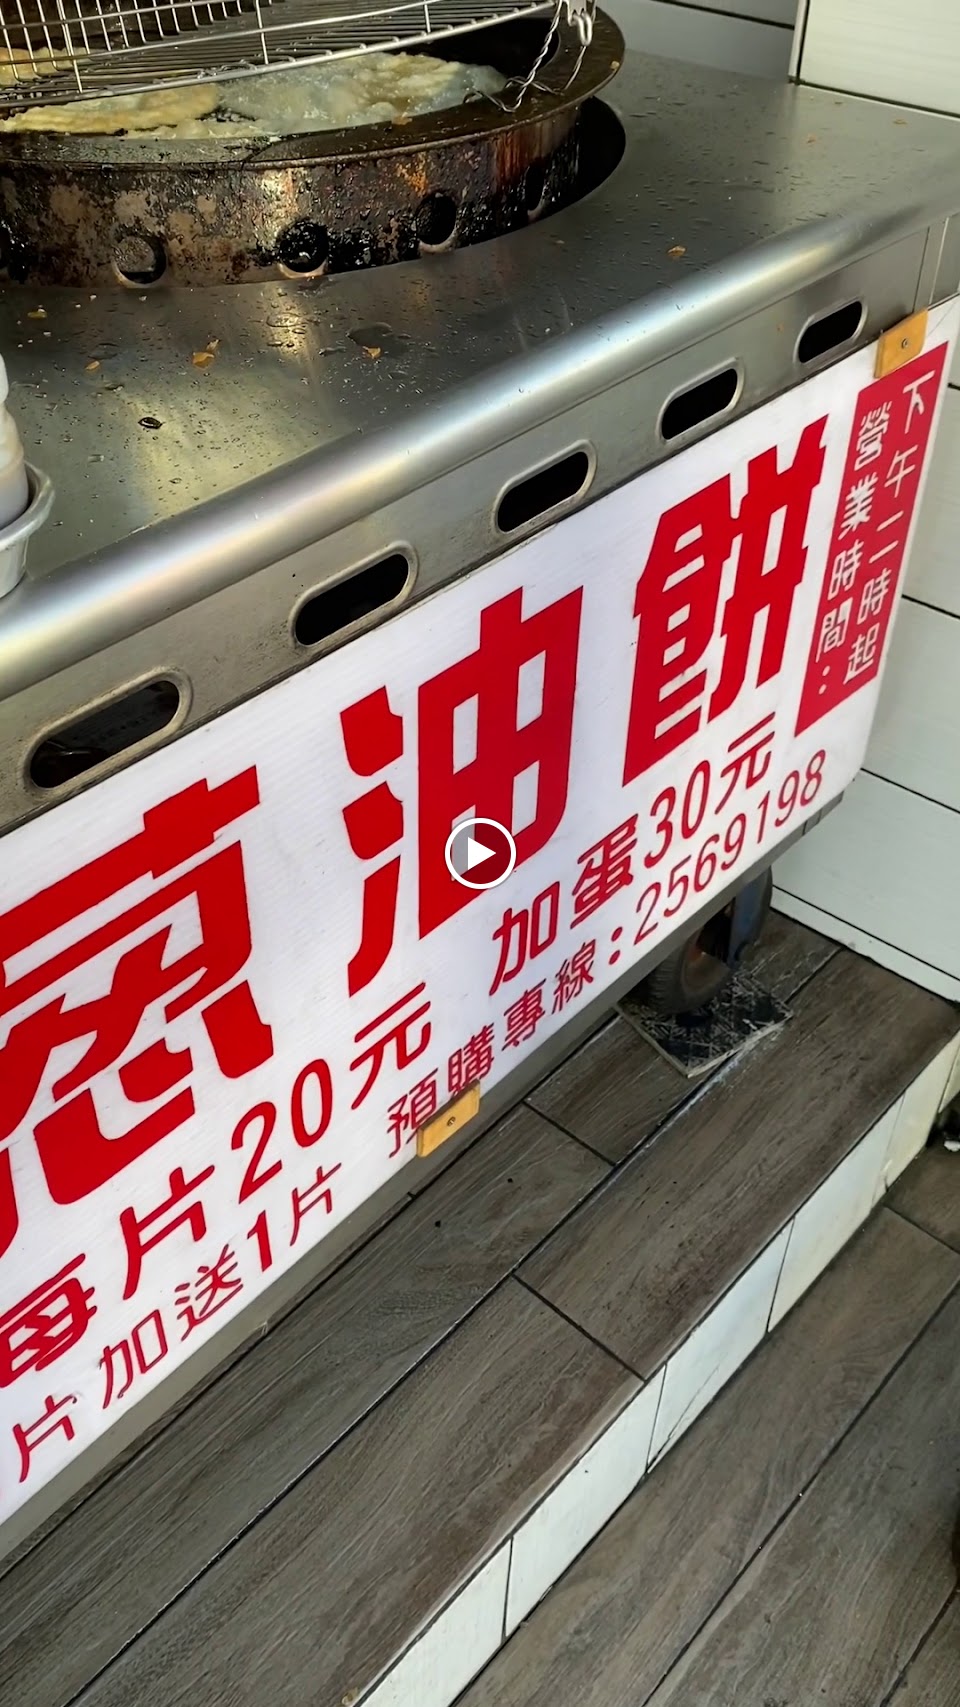 蔥油餅
營業時間：
下午二時起
每片20元
加蛋30元
片加送1片
預購專線：2569198